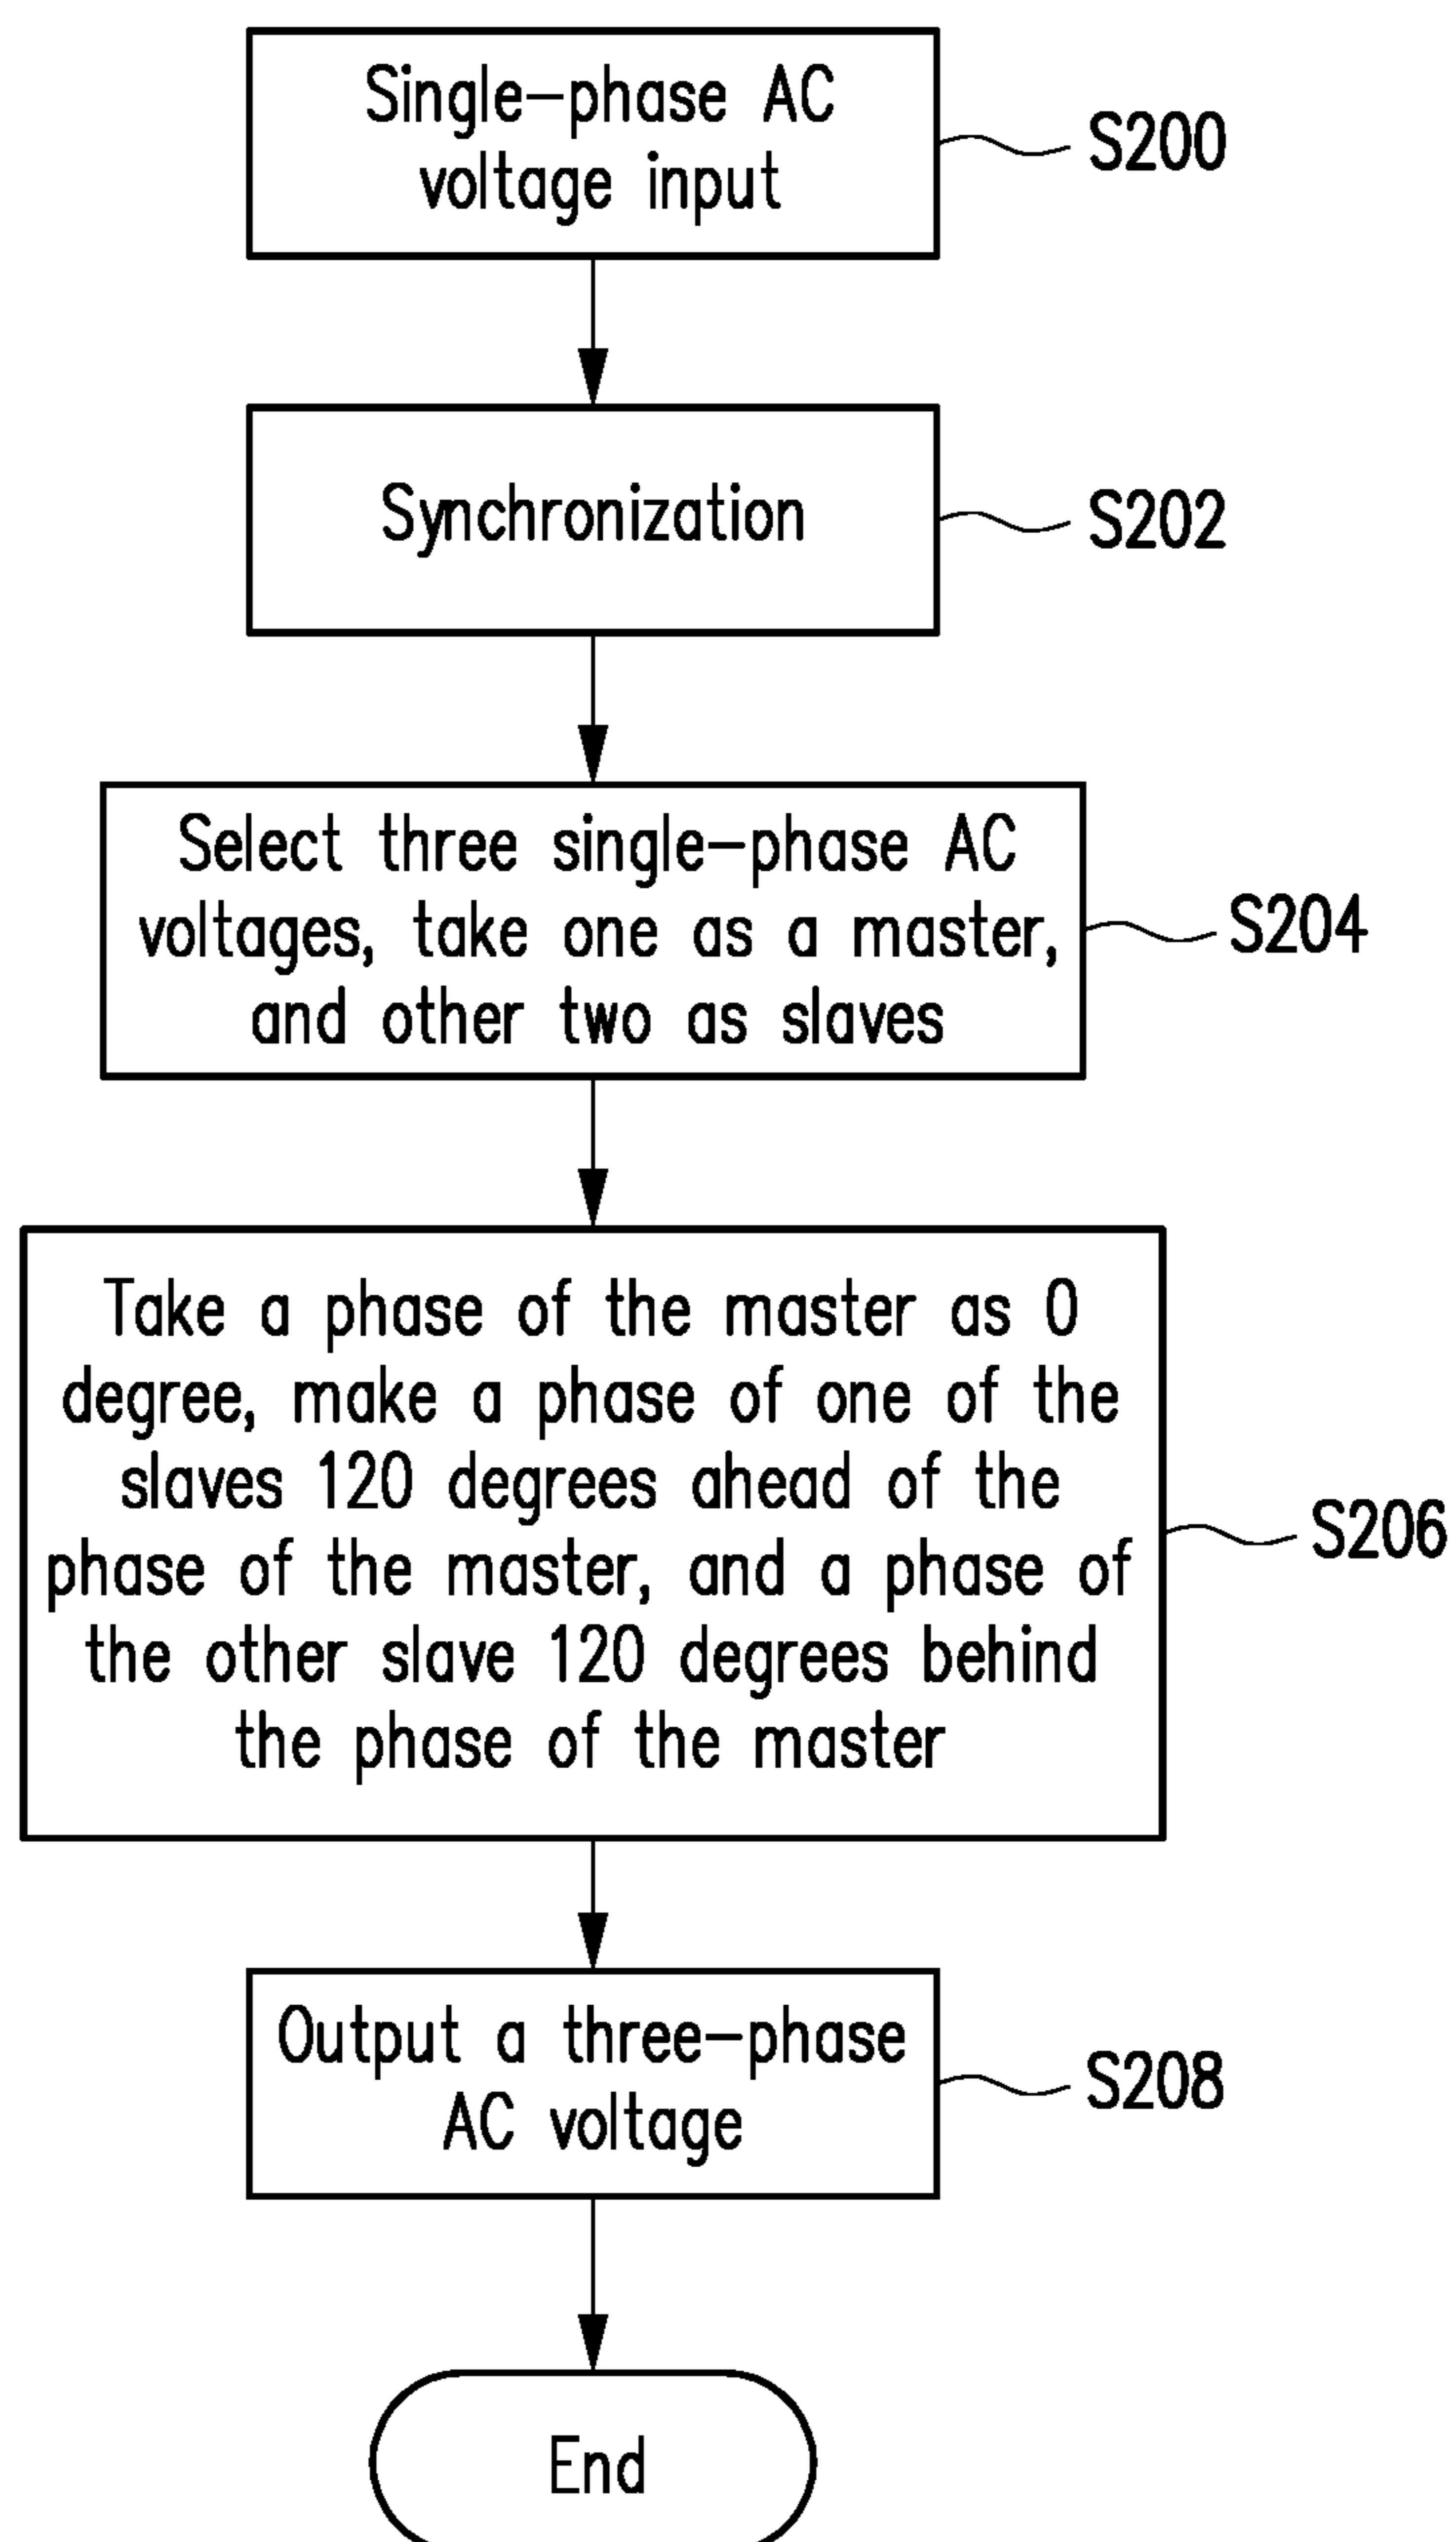 Single-phase AC
voltage input
S200
Synchronization
S202
Select three single-phase AC
voltages, take one as a master,
and other two as slaves
S204
Take a phase of the master as 0
degree, make a phase of one of the
slaves 120 degrees ahead of the
phase of the master, and a phase of
the other slave 120 degrees behind
the phase of the master
S206
Output a three-phase
AC voltage
S208
End